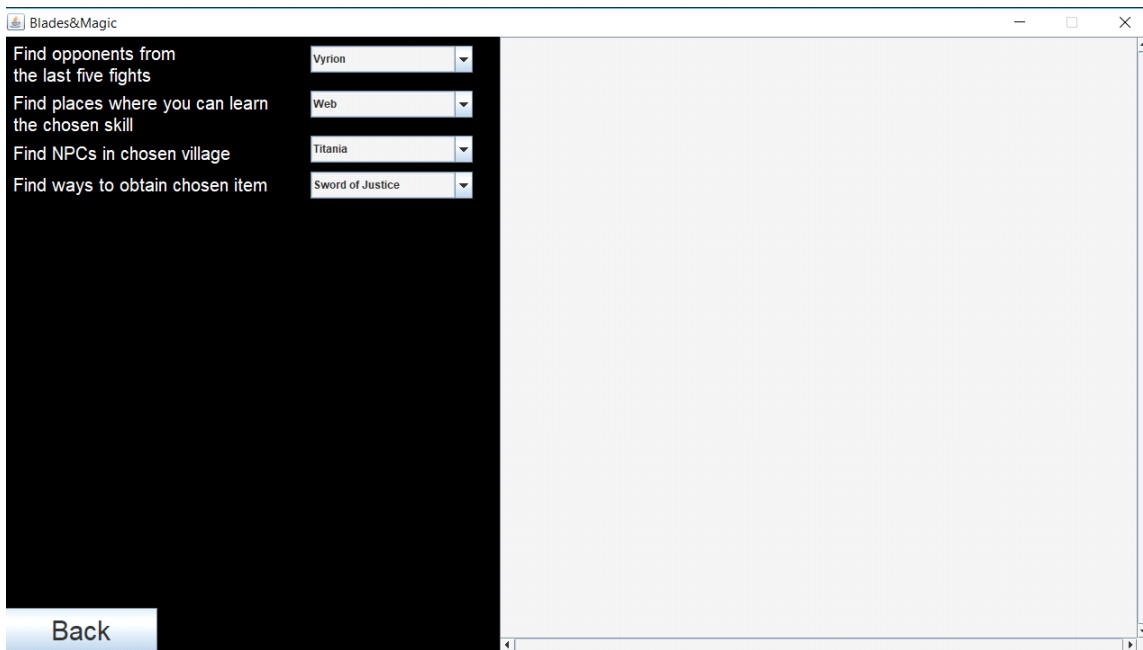 Blades&Magic
Find opponents from
the last five fights
Vyrion
Find places where you can learn
the chosen skill
Web
Find NPCs in chosen village
Titania
Find ways to obtain chosen item
Sword of Justice
Back